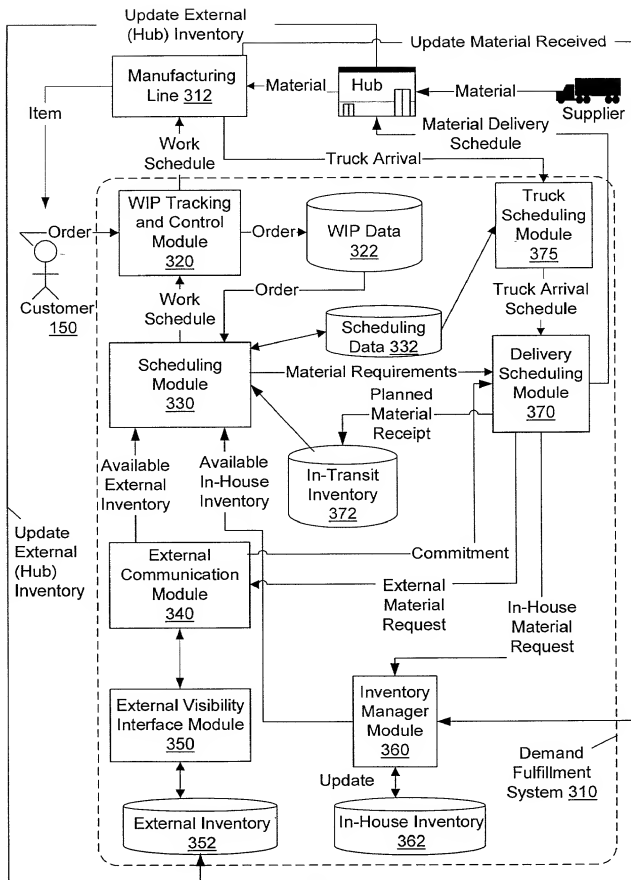 Update External
(Hub) Inventory
Update Material Received
Manufacturing
Line 312
Material
Hub
Material
Supplier
Item
Work
Schedule
Material Delivery
Schedule
Truck Arrival
WIP Tracking
and Control
Module
320
Order
Order
WIP Data
322
Truck
Scheduling
Module
375
Customer
150
Work
Schedule
Order
Truck Arrival
Schedule
Scheduling
Data 332
Scheduling
Module
330
Material Requirements
Delivery
Scheduling
Module
370
Planned
Material
Receipt
Available
External
Inventory
Available
In-House
Inventory
In-Transit
Inventory
372
Update
External
(Hub)
Inventory
External
Communication
Module
340
Commitment
External
Material
Request
In-House
Material
Request
External Visibility
Interface Module
350
Inventory
Manager
Module
360
Demand
Fulfillment
System 310
Update
External Inventory
352
In-House Inventory
362